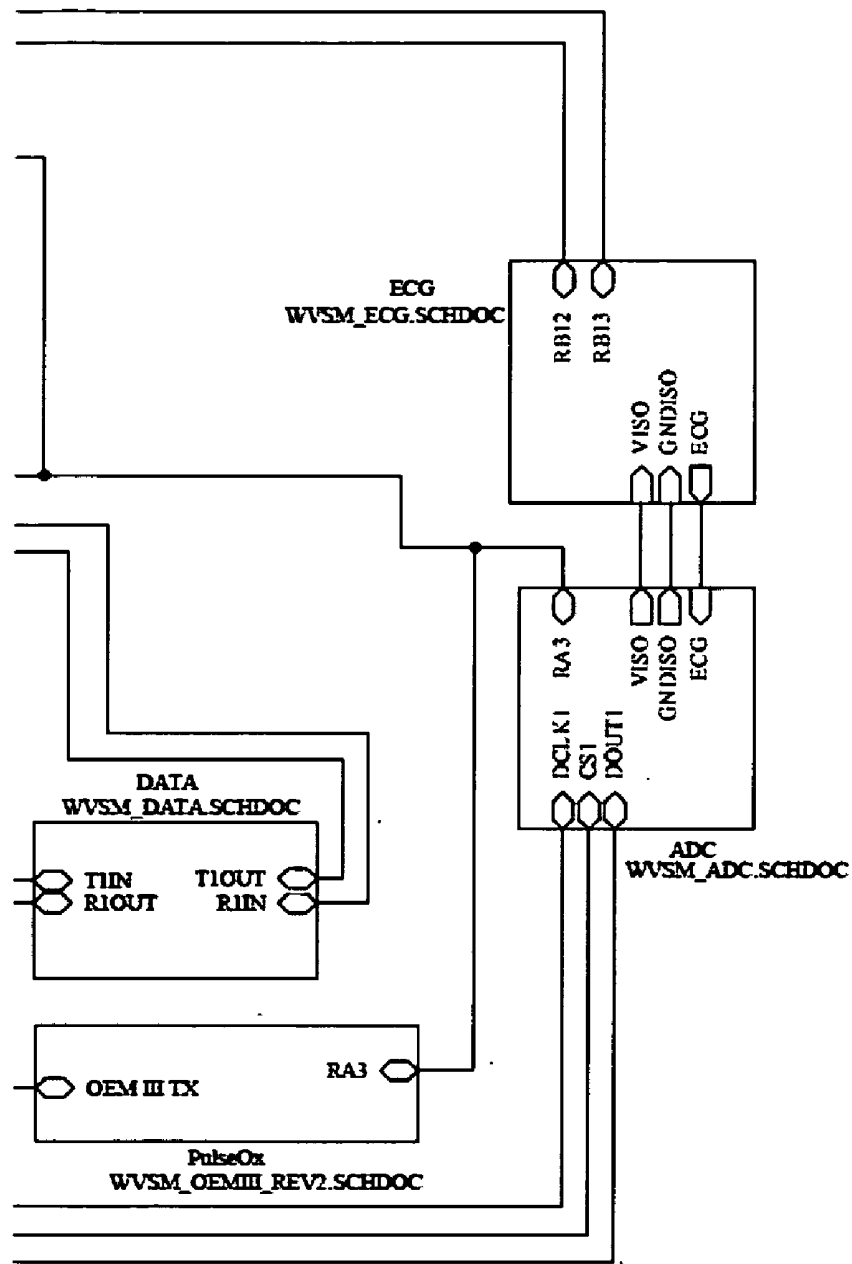 ECG
WVSM_ECG.SCHDOC
RB12
RB13
VISO
GNDISO
ECG
RA3
VISO
GNDISO
ECG
DCLK1
CS1
DOUT1
ADC
WVSM_ADC.SCHDOC
DATA
WVSM_DATA.SCHDOC
T1IN T1OUT
R1OUT R1IN
RA3
OEM III TX
PulseOx
WVSM_OEMIII_REV2.SCHDOC